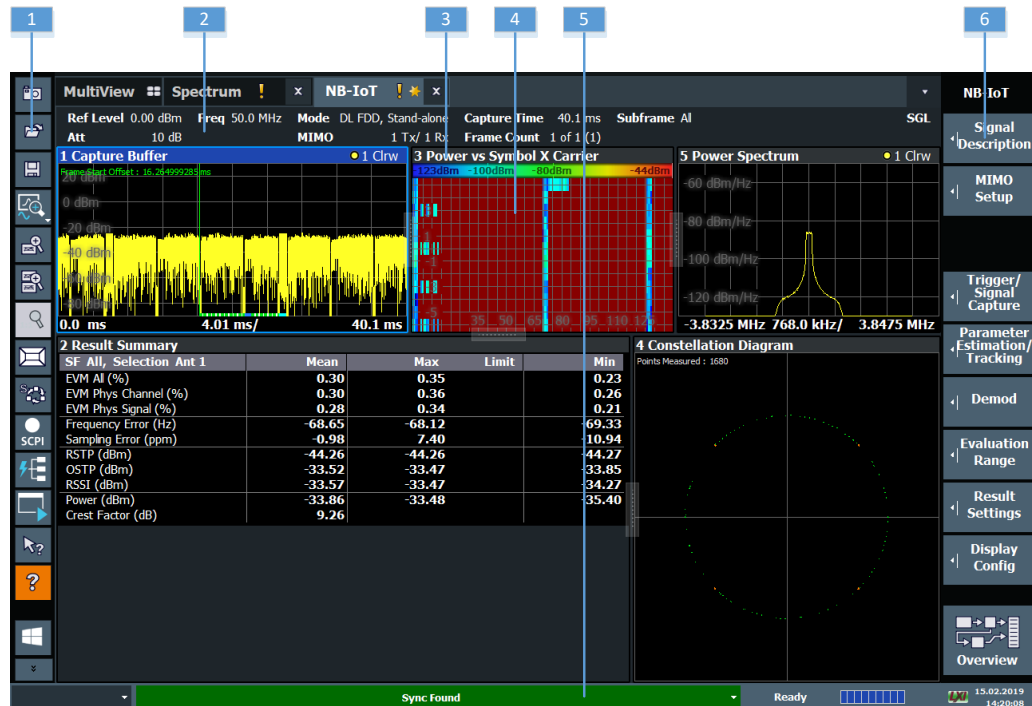 1 2 3 4 5 6
MultiView Spectrum ! x NB-IoT ! x
NB-IoT
Ref Level 0.00 dBm Freq 50.0 MHz Mode DL FDD, Stand-alone Capture Time 40.1 ms Subframe All SGL
Att 10 dB MIMO 1 Tx/ 1 Rx Frame Count 1 of 1 (1)
1 Capture Buffer 1 Clrw
Frame Start Offset : 16.264999285 ms
20 dBm
0 dBm
-20 dBm
-40 dBm
0.0 ms 4.01 ms/ 40.1 ms
3 Power vs Symbol X Carrier
-123dBm -100dBm -80dBm -44dBm
-1
-5
35 50 65 80 95 110 125
5 Power Spectrum 1 Clrw
-60 dBm/Hz
-80 dBm/Hz
-100 dBm/Hz
-120 dBm/Hz
-3.8325 MHz 768.0 kHz/ 3.8475 MHz
2 Result Summary
SF All, Selection Ant 1 Mean Max Limit Min
EVM All (%) 0.30 0.35 0.23
EVM Phys Channel (%) 0.30 0.36 0.26
EVM Phys Signal (%) 0.28 0.34 0.21
Frequency Error (Hz) -68.65 -68.12 -69.33
Sampling Error (ppm) -0.98 7.40 -10.94
RSTP (dBm) -44.26 -44.26 -44.27
OSTP (dBm) -33.52 -33.47 -33.85
RSSI (dBm) -33.57 -33.47 -34.27
Power (dBm) -33.86 -33.48 -35.40
Crest Factor (dB) 9.26
4 Constellation Diagram
Points Measured : 1680
SCPI
?
?
Signal
Description
MIMO
Setup
Trigger/
Signal
Capture
Parameter
Estimation/
Tracking
Demod
Evaluation
Range
Result
Settings
Display
Config
Overview
Sync Found
Ready
LXI
15.02.2019
14:20:08